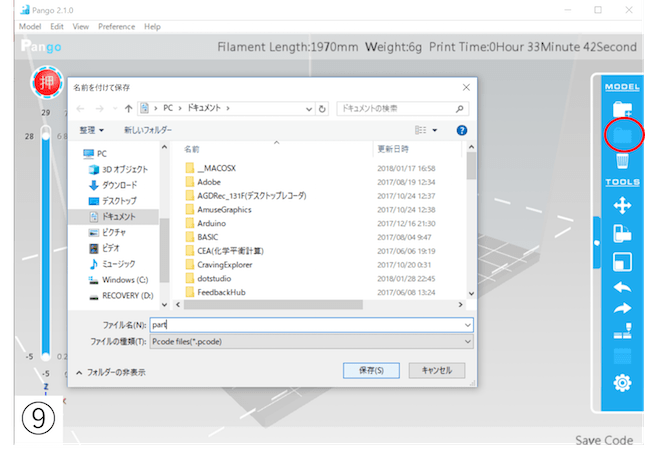 Pango 2.1.0
Model Edit View Preference Help
Pango
Filament Length:1970mm Weight:6g Print Time:0Hour 33Minute 42Second
押
名前を付けて保存
PC › ドキュメント ›
ドキュメントの検索
整理 新しいフォルダー
名前 更新日時
PC
3D オブジェクト
ダウンロード
デスクトップ
ドキュメント
ピクチャ
ビデオ
ミュージック
Windows (C:)
RECOVERY (D:)
__MACOSX 2018/01/17 16:58
Adobe 2017/08/19 12:34
AGDRec_131F(デスクトップレコーダ) 2017/10/24 12:37
AmuseGraphics 2017/10/24 12:38
Arduino 2017/12/16 21:30
BASIC 2017/08/04 9:47
CEA(化学平衡計算) 2017/06/06 19:19
CravingExplorer 2017/10/20 0:31
dotstudio 2018/01/28 22:45
FeedbackHub 2017/06/08 13:24
ファイル名(N): part
ファイルの種類(T): Pcode files(*.pcode)
フォルダーの非表示
保存(S) キャンセル
29
28
-5
-5
Z
MODEL
TOOLS
⑨
Save Code